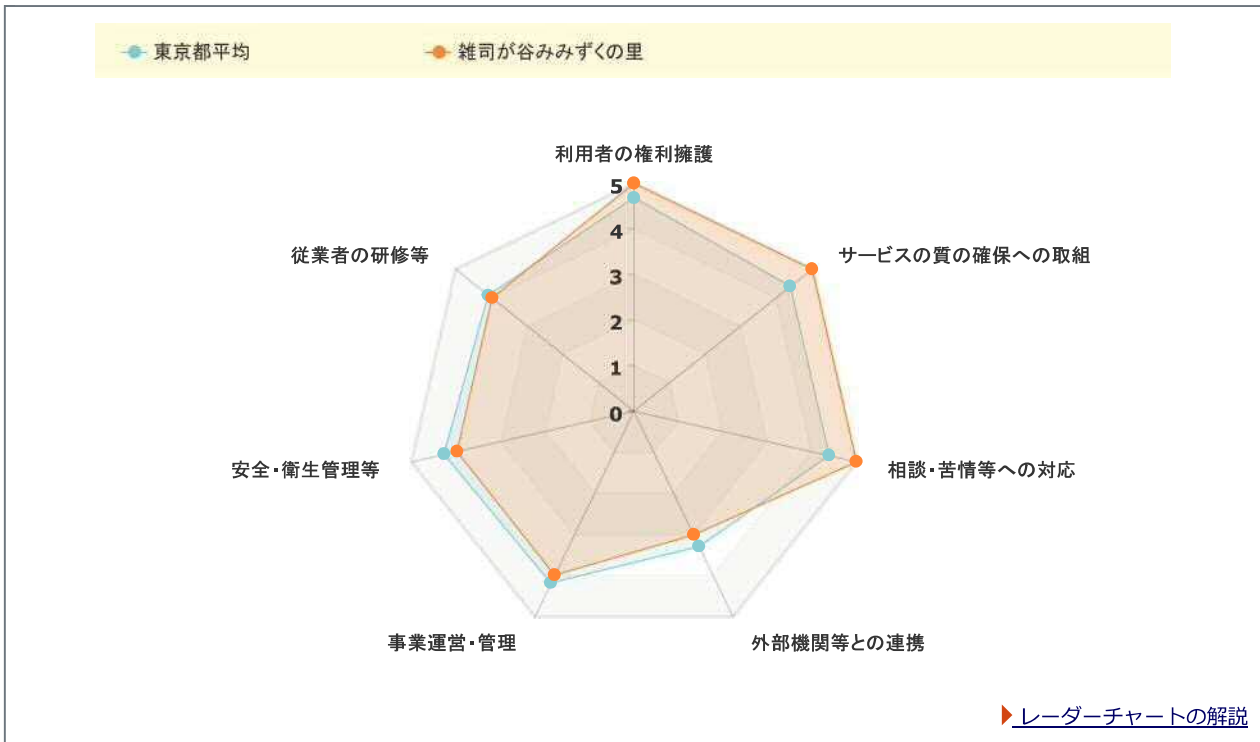 東京都平均
雑司が谷みみずくの里
利用者の権利擁護
サービスの質の確保への取組
相談・苦情等への対応
外部機関等との連携
事業運営・管理
安全・衛生管理等
従業者の研修等
5
4
3
2
1
0
レーダーチャートの解説